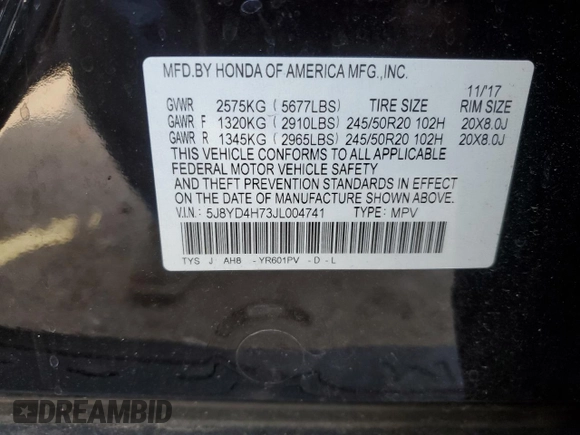 MFD.BY HONDA OF AMERICA MFG.,INC.
11/'17
GVWR 2575KG ( 5677LBS) TIRE SIZE RIM SIZE
GAWR F 1320KG ( 2910LBS) 245/50R20 102H 20X8.0J
GAWR R 1345KG ( 2965LBS) 245/50R20 102H 20X8.0J
THIS VEHICLE CONFORMS TO ALL APPLICABLE
FEDERAL MOTOR VEHICLE SAFETY
AND THEFT PREVENTION STANDARDS IN EFFECT
ON THE DATE OF MANUFACTURE SHOWN ABOVE.
V.I.N.: 5J8YD4H73JL004741 TYPE: MPV
TYS J AH8 -YR601PV -D-L
DREAMBID